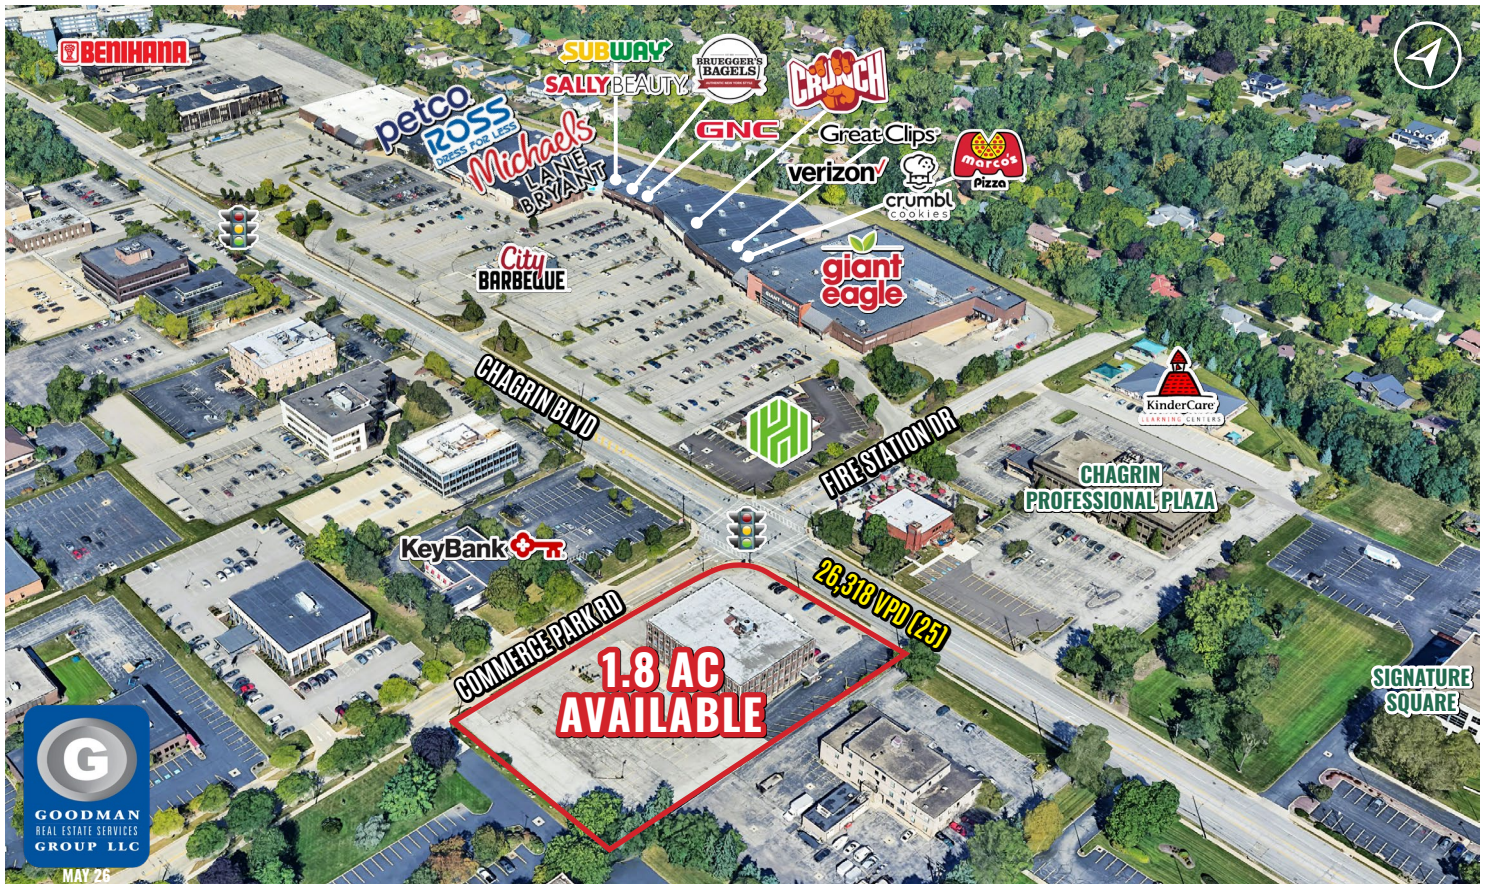 BENIHANA
SUBWAY
SALLYBEAUTY
BRUEGGER'S
BAGELS
CRUNCH
petco
ROSS
DRESS FOR LESS
Michaels
LANE
BRYANT
GNC
Great Clips
verizon
crumbl
cookies
marco's
Pizza
City
BARBEQUE
giant
eagle
GIANT EAGLE
KinderCare
LEARNING CENTERS
CHAGRIN BLVD
FIRE STATION DR
CHAGRIN
PROFESSIONAL PLAZA
KeyBank
26,318 VPD (25)
COMMERCE PARK RD
1.8 AC
AVAILABLE
SIGNATURE
SQUARE
G
GOODMAN
REAL ESTATE SERVICES
GROUP LLC
MAY 26